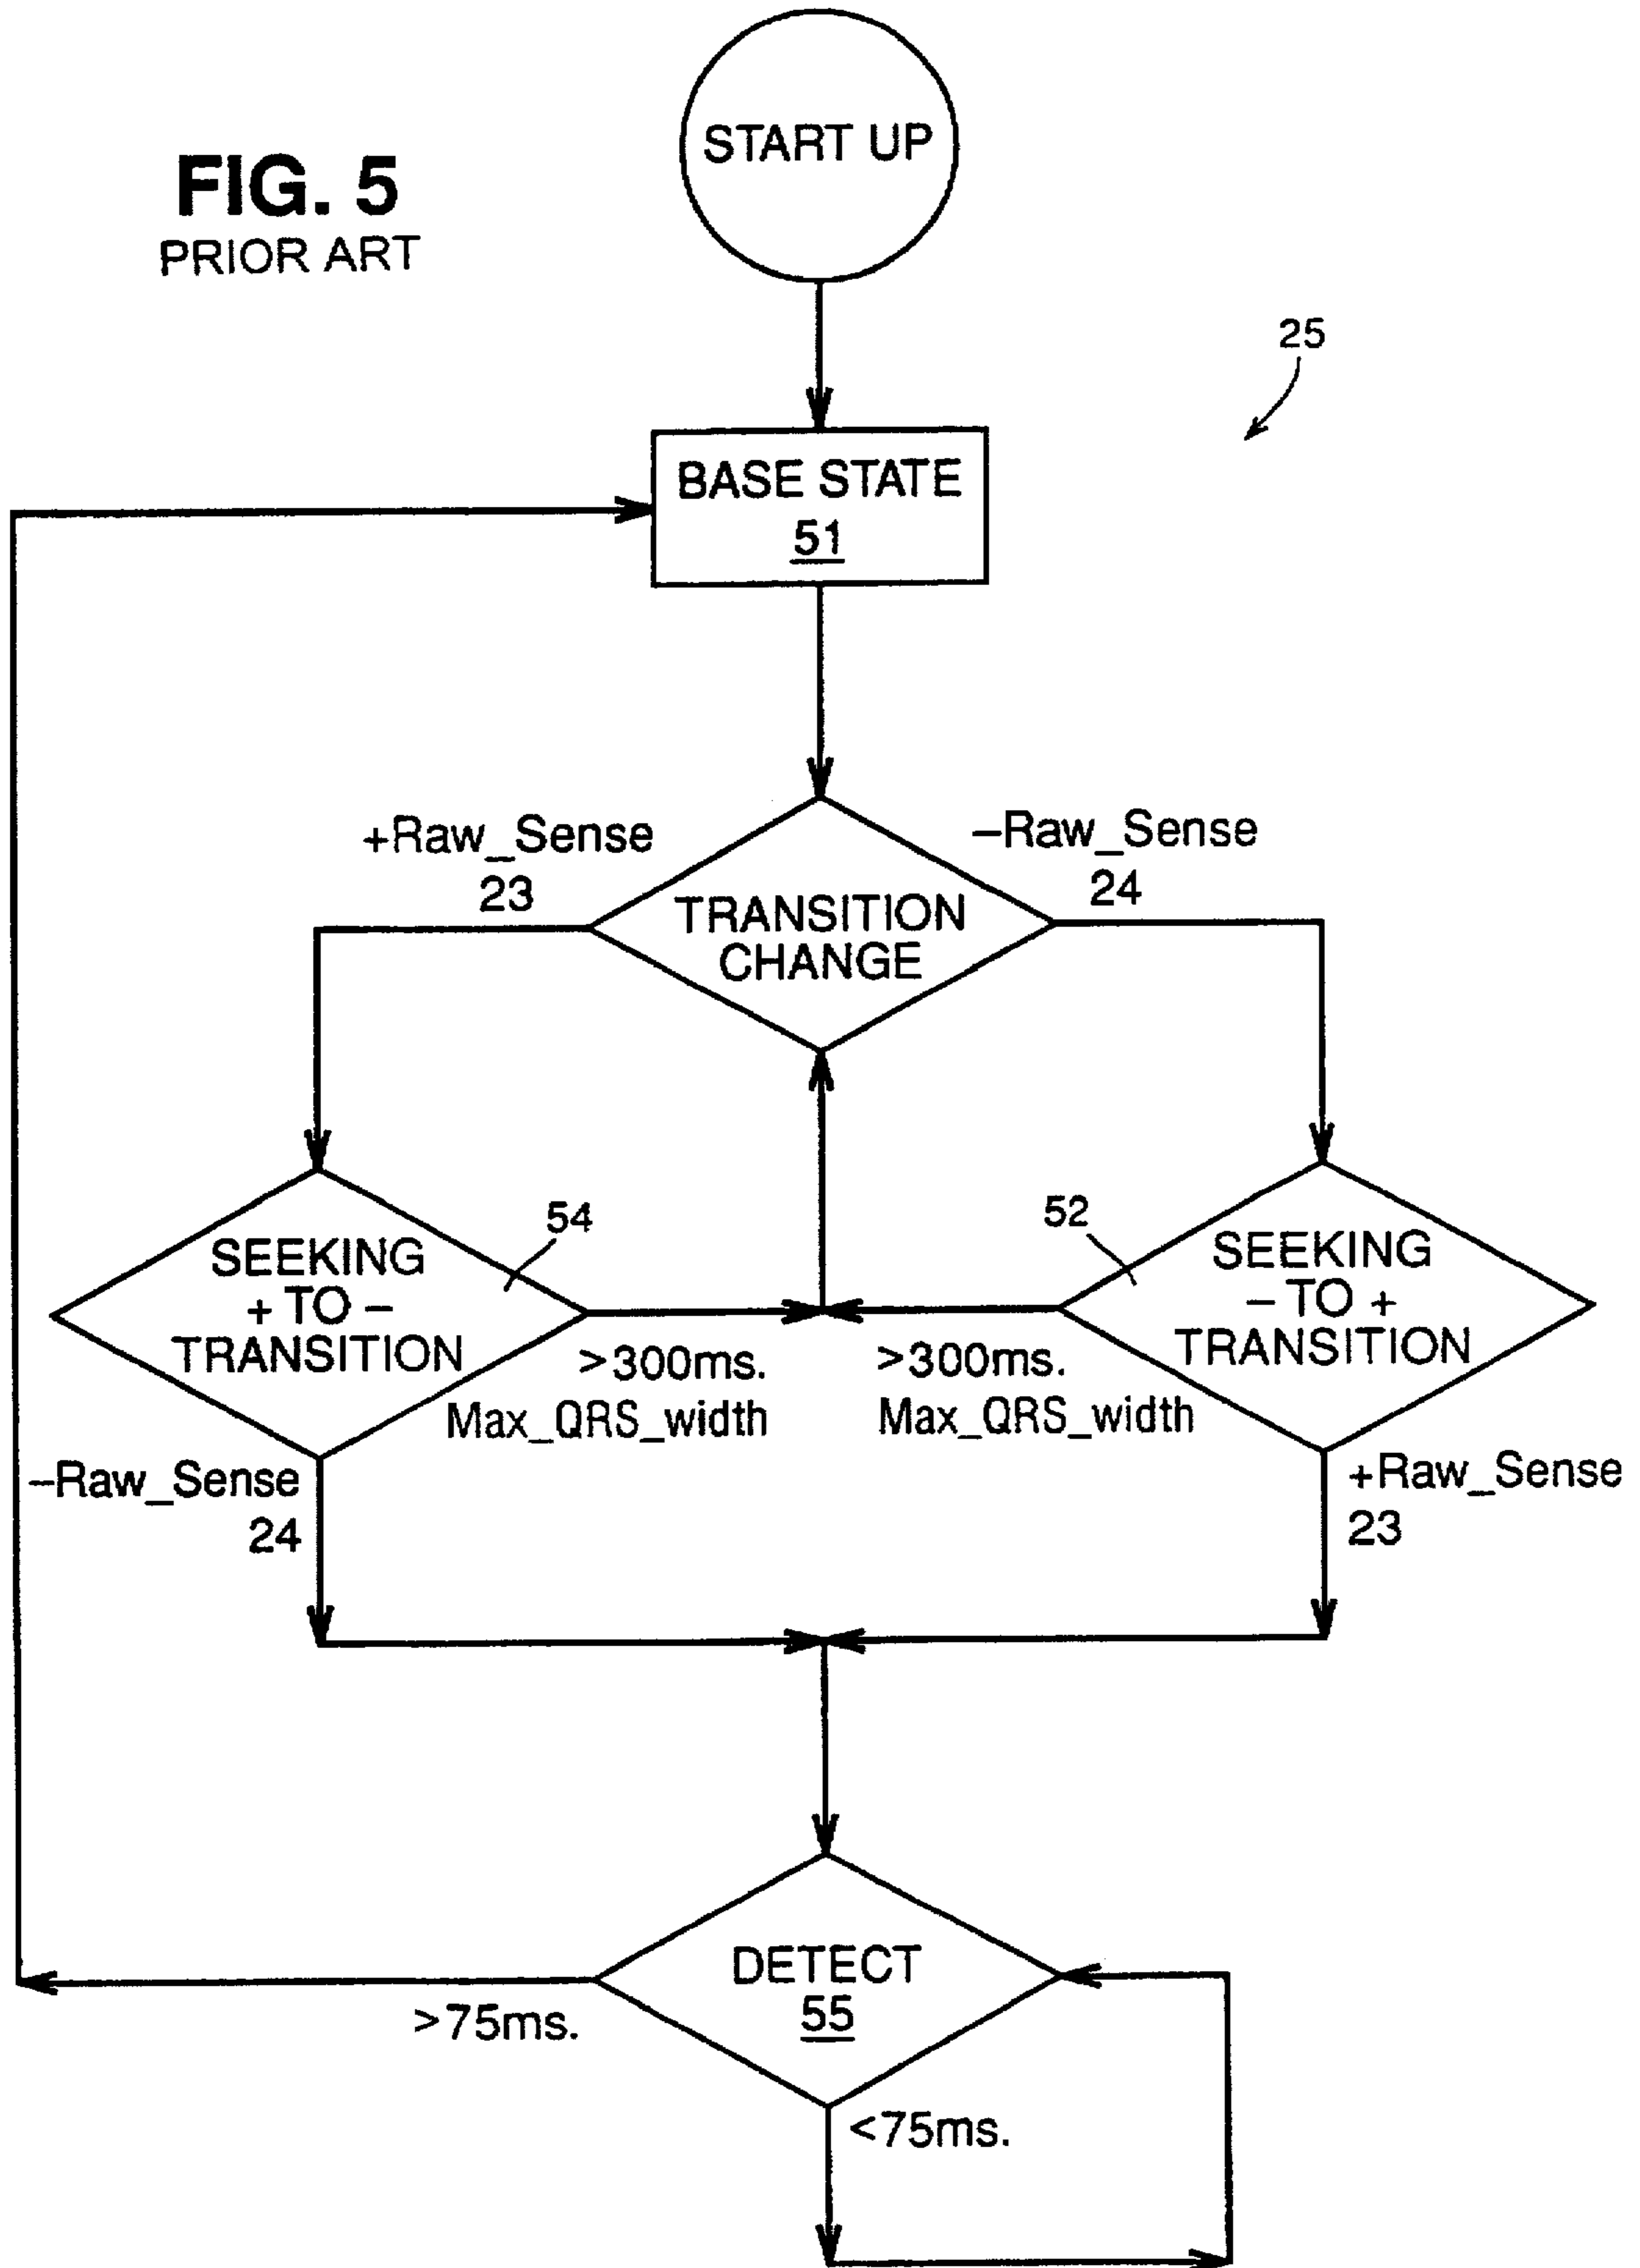 START UP
FIG. 5
PRIOR ART
25
BASE STATE
51
+Raw_Sense
23
−Raw_Sense
24
TRANSITION
CHANGE
54
SEEKING
+ TO −
TRANSITION
52
SEEKING
− TO +
TRANSITION
>300ms.
Max_QRS_width
>300ms.
Max_QRS_width
−Raw_Sense
24
+Raw_Sense
23
DETECT
55
>75ms.
<75ms.